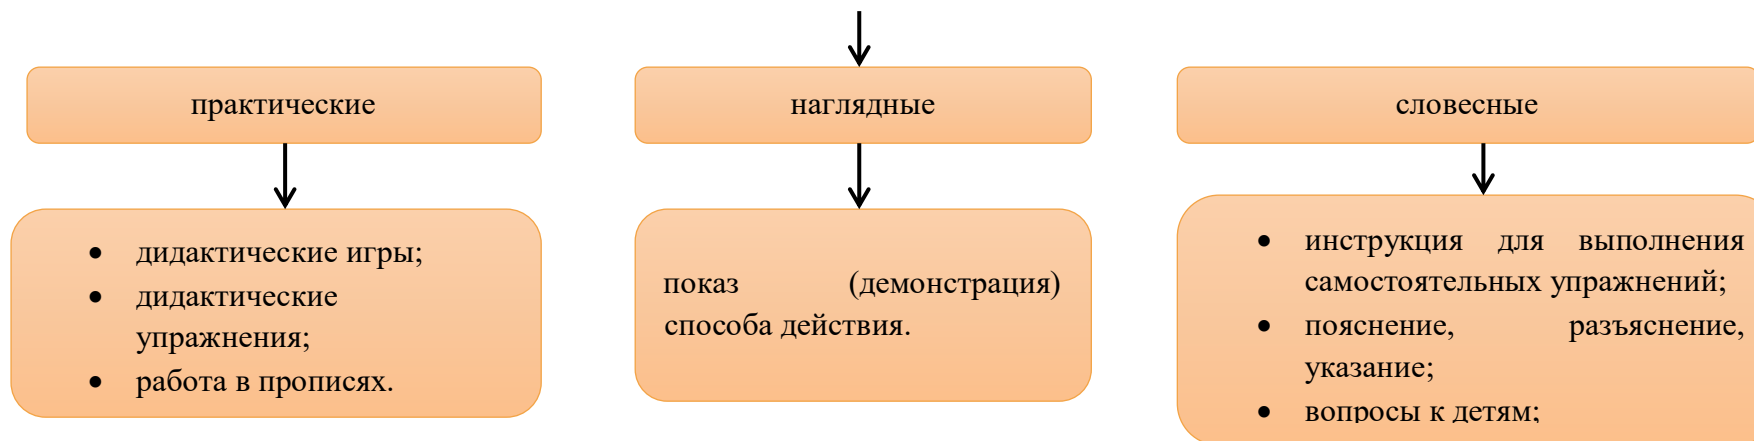 практические
наглядные
словесные
• дидактические игры;
• дидактические
упражнения;
• работа в прописях.
показ (демонстрация)
способа действия.
• инструкция для выполнения
самостоятельных упражнений;
• пояснение, разъяснение,
указание;
• вопросы к детям;